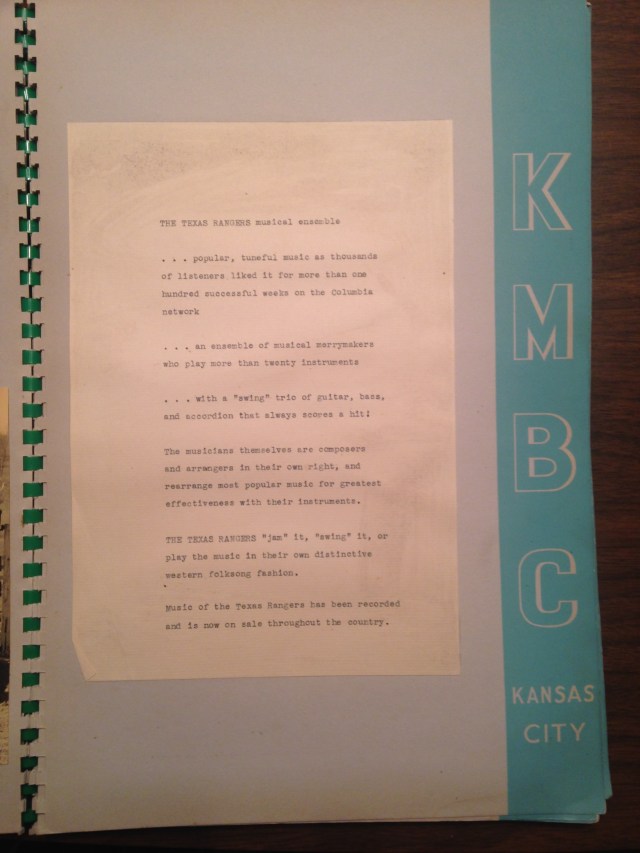 THE TEXAS RANGERS musical ensemble
. . . popular, tuneful music as thousands
of listeners liked it for more than one
hundred successful weeks on the Columbia
network
. . . an ensemble of musical merrymakers
who play more than twenty instruments
. . . with a "swing" trio of guitar, bass,
and accordion that always scores a hit!
The musicians themselves are composers
and arrangers in their own right, and
rearrange most popular music for greatest
effectiveness with their instruments.
THE TEXAS RANGERS "jam" it, "swing" it, or
play the music in their own distinctive
western folksong fashion.
Music of the Texas Rangers has been recorded
and is now on sale throughout the country.
K
M
B
C
KANSAS
CITY